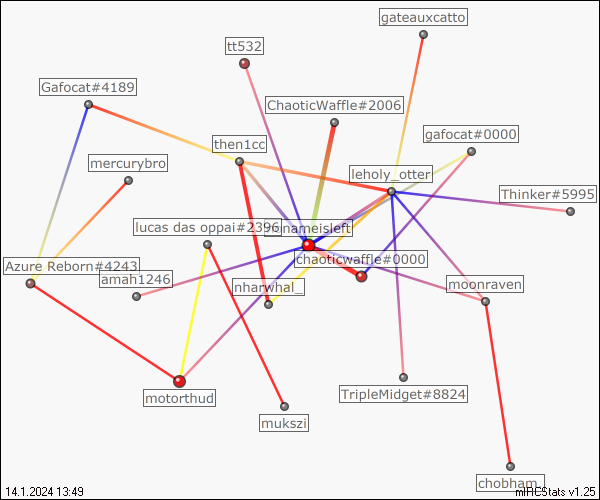 gateauxcatto
tt532
Gafocat#4189
ChaoticWaffle#2006
gafocat#0000
then1cc
mercurybro
leholy_otter
Thinker#5995
lucas das oppai#2396
nameisleft
Azure Reborn#4243
chaoticwaffle#0000
amah1246
nharwhal_
moonraven
TripleMidget#8824
motorthud
mukszi
chobham_
14.1.2024 13:49
mIRCStats v1.25